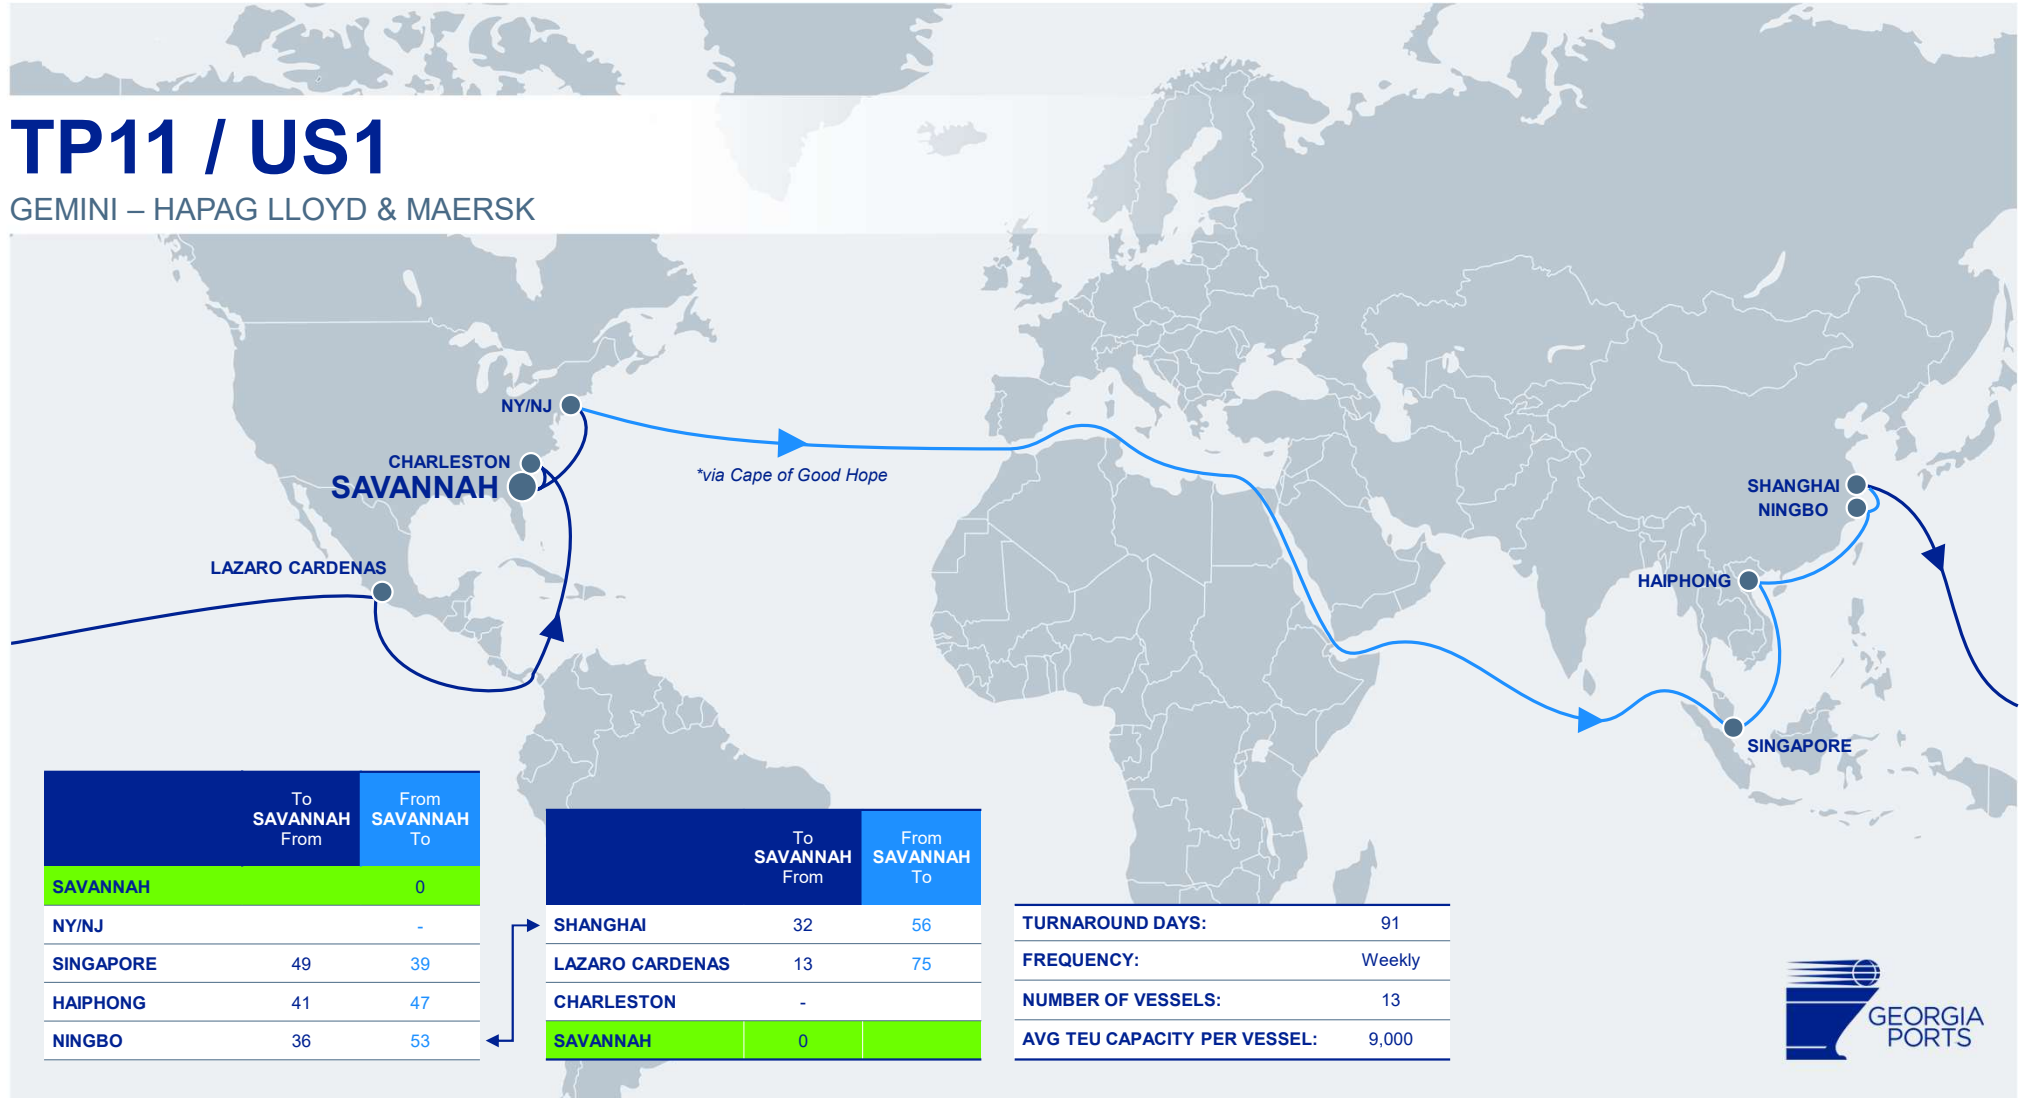 TP11 / US1
GEMINI – HAPAG LLOYD & MAERSK
NY/NJ
CHARLESTON
SAVANNAH
*via Cape of Good Hope
LAZARO CARDENAS
SHANGHAI
NINGBO
HAIPHONG
SINGAPORE
To SAVANNAH From
From SAVANNAH To
SAVANNAH 0
NY/NJ -
SINGAPORE 49 39
HAIPHONG 41 47
NINGBO 36 53
To SAVANNAH From
From SAVANNAH To
SHANGHAI 32 56
LAZARO CARDENAS 13 75
CHARLESTON -
SAVANNAH 0
TURNAROUND DAYS: 91
FREQUENCY: Weekly
NUMBER OF VESSELS: 13
AVG TEU CAPACITY PER VESSEL: 9,000
GEORGIA
PORTS